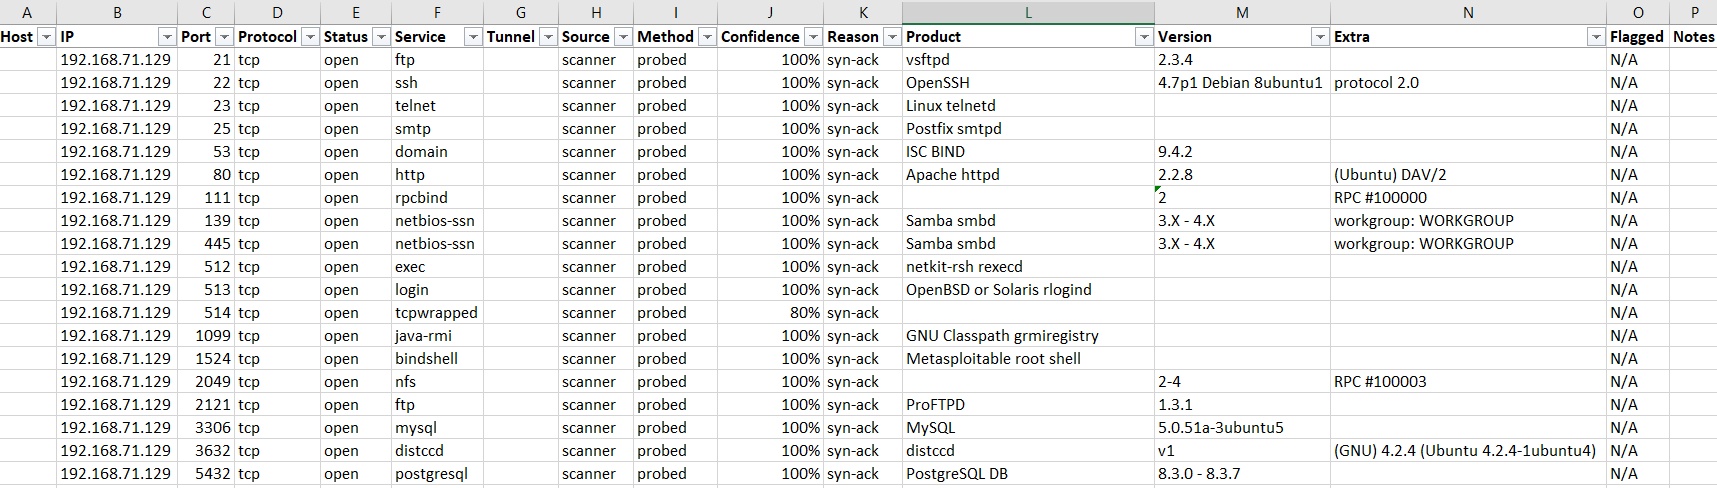 A B C D E F G H I J K L M N O P
Host IP Port Protocol Status Service Tunnel Source Method Confidence Reason Product Version Extra Flagged Notes
192.168.71.129 21 tcp open ftp scanner probed 100% syn-ack vsftpd 2.3.4 N/A
192.168.71.129 22 tcp open ssh scanner probed 100% syn-ack OpenSSH 4.7p1 Debian 8ubuntu1 protocol 2.0 N/A
192.168.71.129 23 tcp open telnet scanner probed 100% syn-ack Linux telnetd N/A
192.168.71.129 25 tcp open smtp scanner probed 100% syn-ack Postfix smtpd N/A
192.168.71.129 53 tcp open domain scanner probed 100% syn-ack ISC BIND 9.4.2 N/A
192.168.71.129 80 tcp open http scanner probed 100% syn-ack Apache httpd 2.2.8 (Ubuntu) DAV/2 N/A
192.168.71.129 111 tcp open rpcbind scanner probed 100% syn-ack 2 RPC #100000 N/A
192.168.71.129 139 tcp open netbios-ssn scanner probed 100% syn-ack Samba smbd 3.X - 4.X workgroup: WORKGROUP N/A
192.168.71.129 445 tcp open netbios-ssn scanner probed 100% syn-ack Samba smbd 3.X - 4.X workgroup: WORKGROUP N/A
192.168.71.129 512 tcp open exec scanner probed 100% syn-ack netkit-rsh rexecd N/A
192.168.71.129 513 tcp open login scanner probed 100% syn-ack OpenBSD or Solaris rlogind N/A
192.168.71.129 514 tcp open tcpwrapped scanner probed 80% syn-ack N/A
192.168.71.129 1099 tcp open java-rmi scanner probed 100% syn-ack GNU Classpath grmiregistry N/A
192.168.71.129 1524 tcp open bindshell scanner probed 100% syn-ack Metasploitable root shell N/A
192.168.71.129 2049 tcp open nfs scanner probed 100% syn-ack 2-4 RPC #100003 N/A
192.168.71.129 2121 tcp open ftp scanner probed 100% syn-ack ProFTPD 1.3.1 N/A
192.168.71.129 3306 tcp open mysql scanner probed 100% syn-ack MySQL 5.0.51a-3ubuntu5 N/A
192.168.71.129 3632 tcp open distccd scanner probed 100% syn-ack distccd v1 (GNU) 4.2.4 (Ubuntu 4.2.4-1ubuntu4) N/A
192.168.71.129 5432 tcp open postgresql scanner probed 100% syn-ack PostgreSQL DB 8.3.0 - 8.3.7 N/A